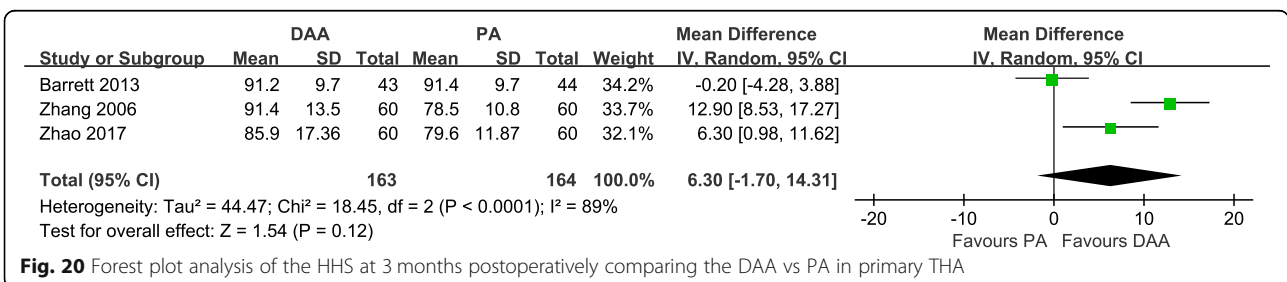 DAA PA Mean Difference Mean Difference
Study or Subgroup Mean SD Total Mean SD Total Weight IV, Random, 95% CI IV, Random, 95% CI
Barrett 2013 91.2 9.7 43 91.4 9.7 44 34.2% -0.20 [-4.28, 3.88]
Zhang 2006 91.4 13.5 60 78.5 10.8 60 33.7% 12.90 [8.53, 17.27]
Zhao 2017 85.9 17.36 60 79.6 11.87 60 32.1% 6.30 [0.98, 11.62]
Total (95% CI) 163 164 100.0% 6.30 [-1.70, 14.31]
Heterogeneity: Tau² = 44.47; Chi² = 18.45, df = 2 (P < 0.0001); I² = 89%
Test for overall effect: Z = 1.54 (P = 0.12)
-20 -10 0 10 20
Favours PA Favours DAA
Fig. 20 Forest plot analysis of the HHS at 3 months postoperatively comparing the DAA vs PA in primary THA